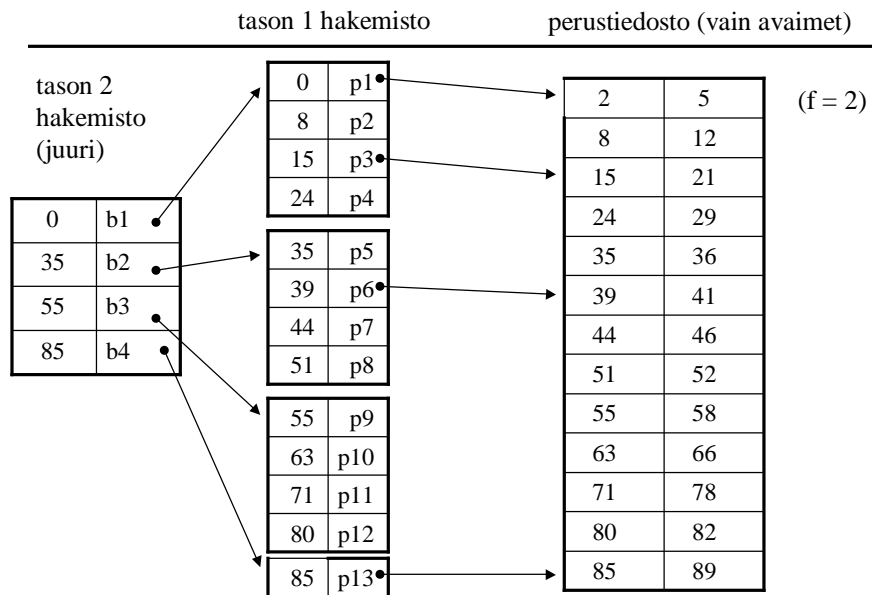 tason 1 hakemisto
perustiedosto (vain avaimet)
tason 2
hakemisto
(juuri)
0 b1
35 b2
55 b3
85 b4
0 p1
8 p2
15 p3
24 p4
35 p5
39 p6
44 p7
51 p8
55 p9
63 p10
71 p11
80 p12
85 p13
2 5
8 12
15 21
24 29
35 36
39 41
44 46
51 52
55 58
63 66
71 78
80 82
85 89
(f = 2)